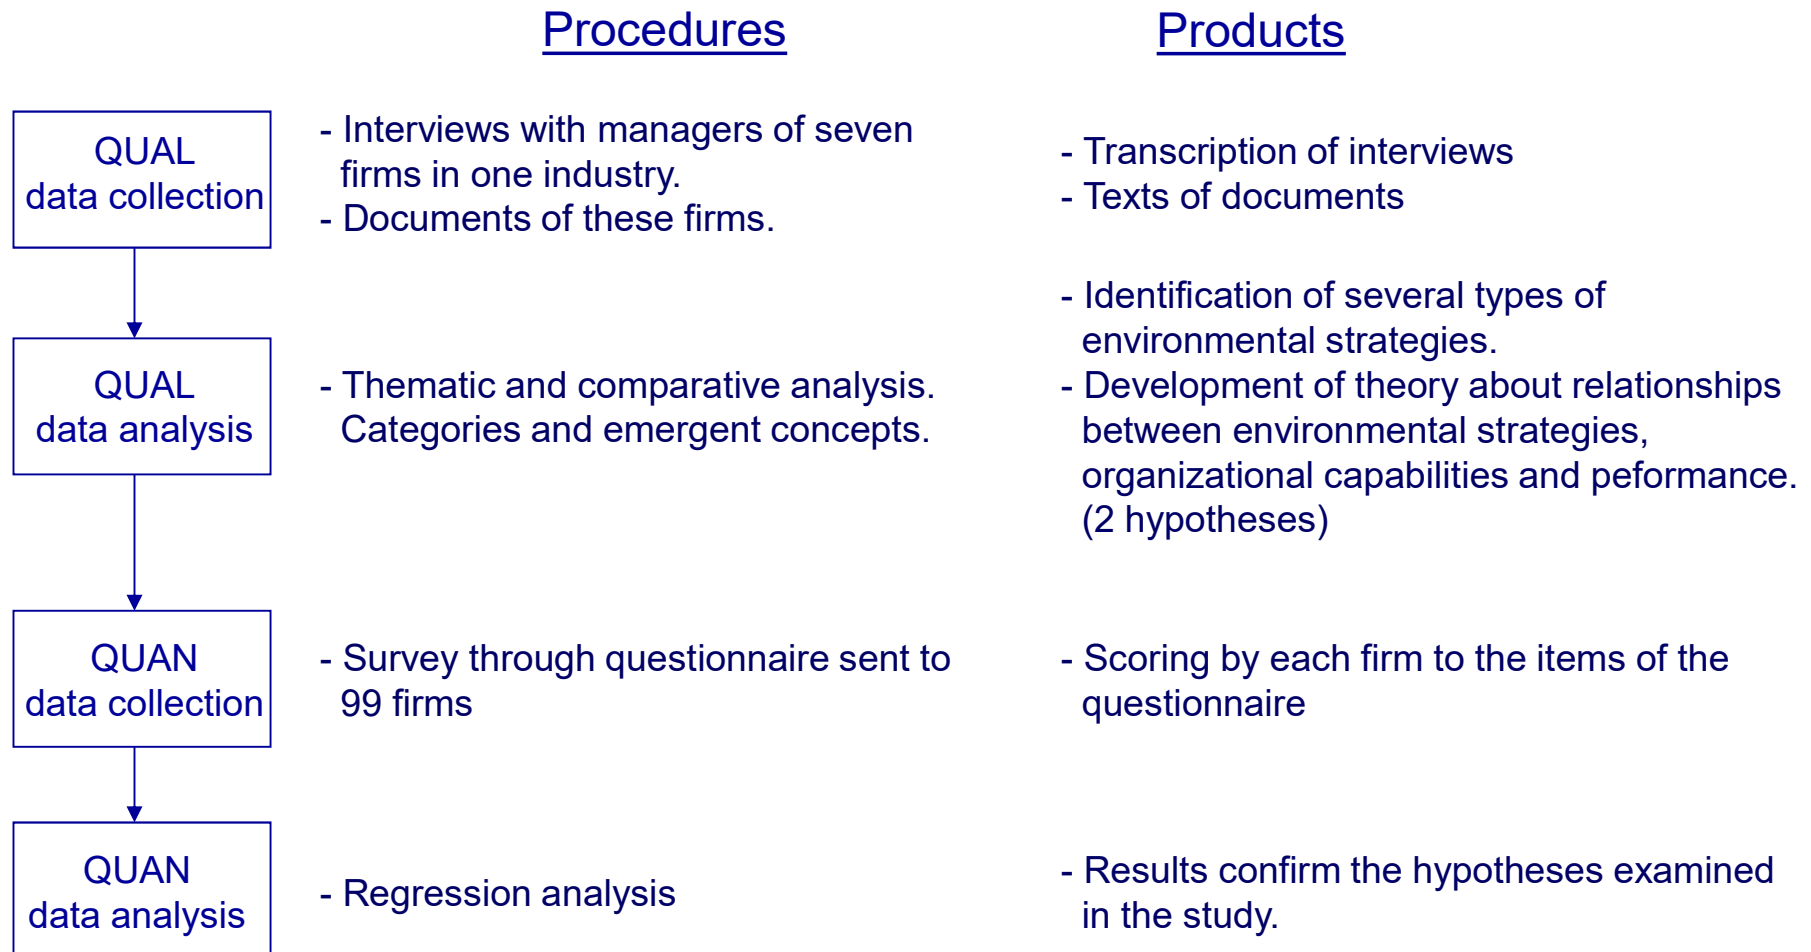 Procedures
Products
QUAL
data collection
- Interviews with managers of seven
firms in one industry.
- Documents of these firms.
- Transcription of interviews
- Texts of documents
QUAL
data analysis
- Thematic and comparative analysis.
Categories and emergent concepts.
- Identification of several types of
environmental strategies.
- Development of theory about relationships
between environmental strategies,
organizational capabilities and peformance.
(2 hypotheses)
QUAN
data collection
- Survey through questionnaire sent to
99 firms
- Scoring by each firm to the items of the
questionnaire
QUAN
data analysis
- Regression analysis
- Results confirm the hypotheses examined
in the study.